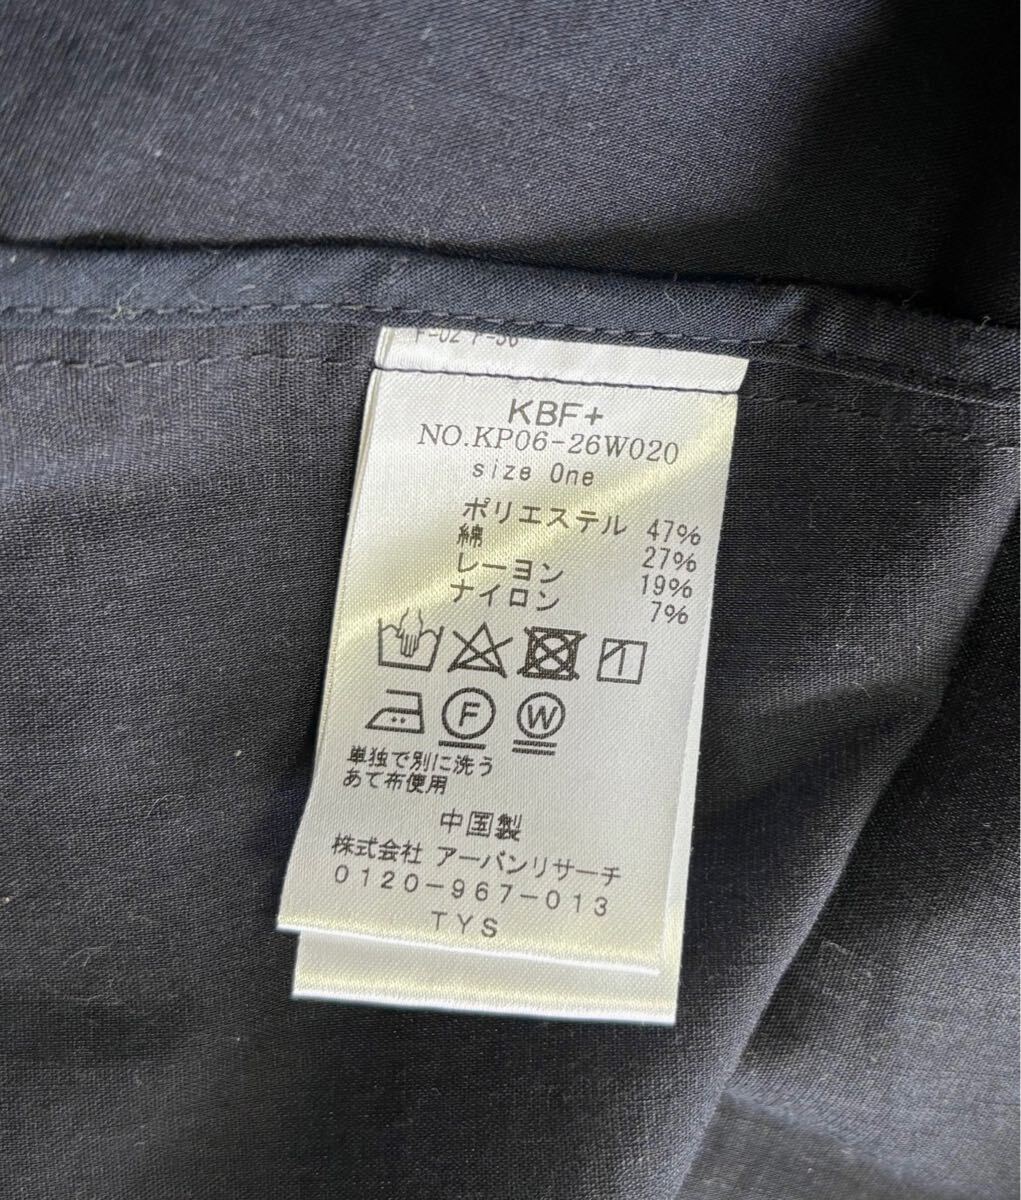 KBF+
NO.KP06-26W020
size One
ポリエステル 47%
綿 27%
レーヨン 19%
ナイロン 7%
F
W
単独で別に洗う
あて布使用
中国製
株式会社 アーバンリサーチ
0120-967-013
TYS